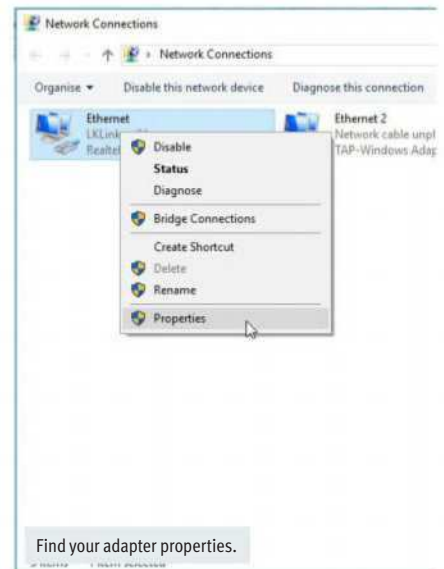 Network Connections
Network Connections
Organise Disable this network device Diagnose this connection
Ethernet
Ethernet 2
Network cable unpl
TAP-Windows Adap
Disable
Status
Diagnose
Bridge Connections
Create Shortcut
Delete
Rename
Properties
Find your adapter properties.